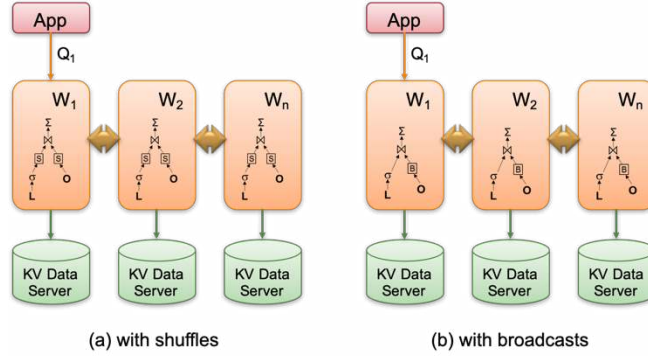 App
App
Q1
Q1
W1
W2
Wn
W1
W2
Wn
Σ
Σ
Σ
Σ
Σ
Σ
⋈
⋈
⋈
⋈
⋈
⋈
S S
S S
S S
B
B
B
σ
σ
σ
σ
σ
σ
L O
L O
L O
L O
L O
L O
KV Data
Server
KV Data
Server
KV Data
Server
KV Data
Server
KV Data
Server
KV Data
Server
(a) with shuffles
(b) with broadcasts